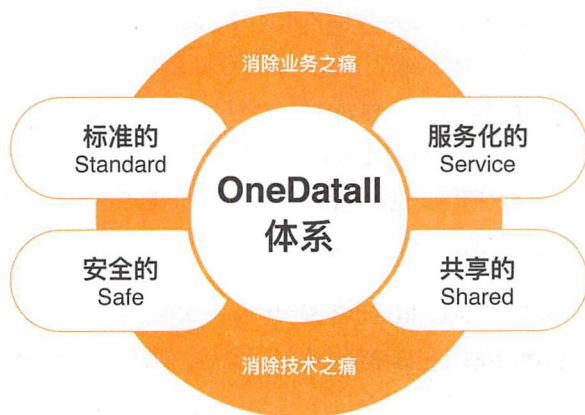 消除业务之痛
标准的
Standard
服务化的
Service
OneDataII
体系
安全的
Safe
共享的
Shared
消除技术之痛